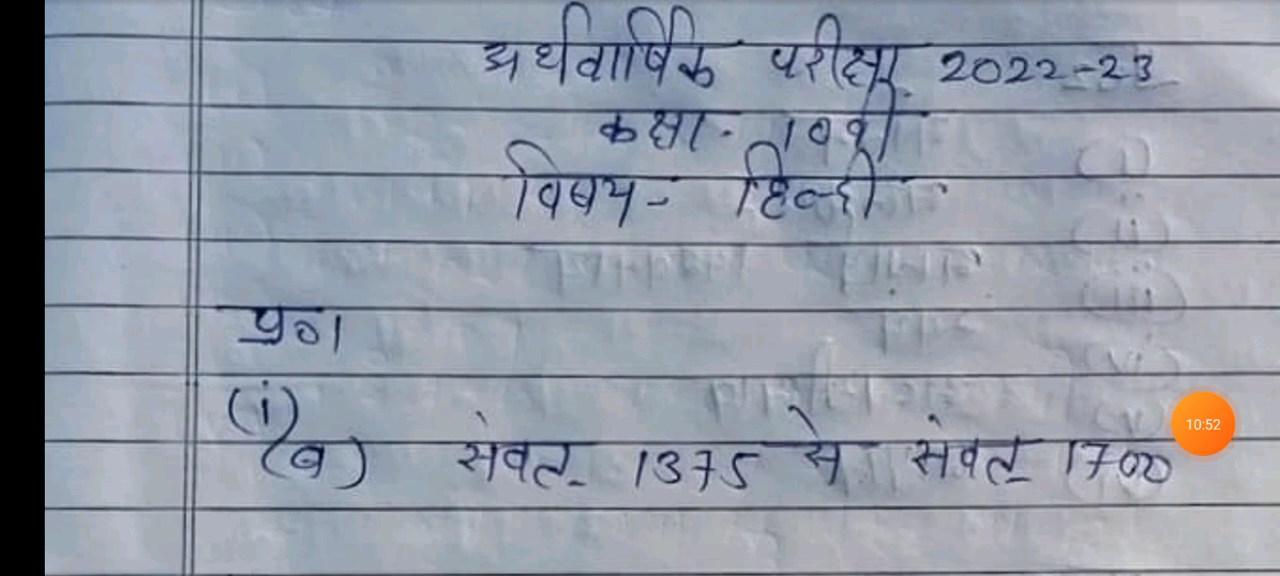 अर्धवार्षिक परीक्षा 2022-23
कक्षा - 10वी
विषय - हिन्दी
प्र०1
(i)
(ब) संवत् 1375 से संवत् 1700
10:52